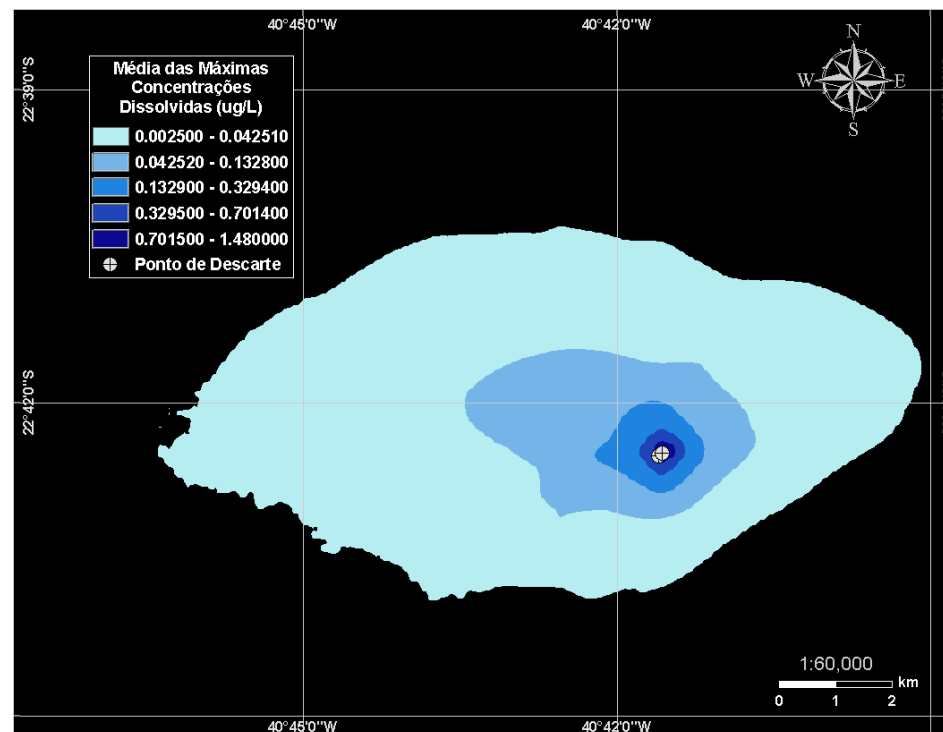 40°45'0"W
40°42'0"W
22°39'0"S
22°42'0"S
Média das Máximas
Concentrações
Dissolvidas (ug/L)
0.002500 - 0.042510
0.042520 - 0.132800
0.132900 - 0.329400
0.329500 - 0.701400
0.701500 - 1.480000
Ponto de Descarte
N
W
E
S
1:60,000
km
0 1 2
40°45'0"W
40°42'0"W